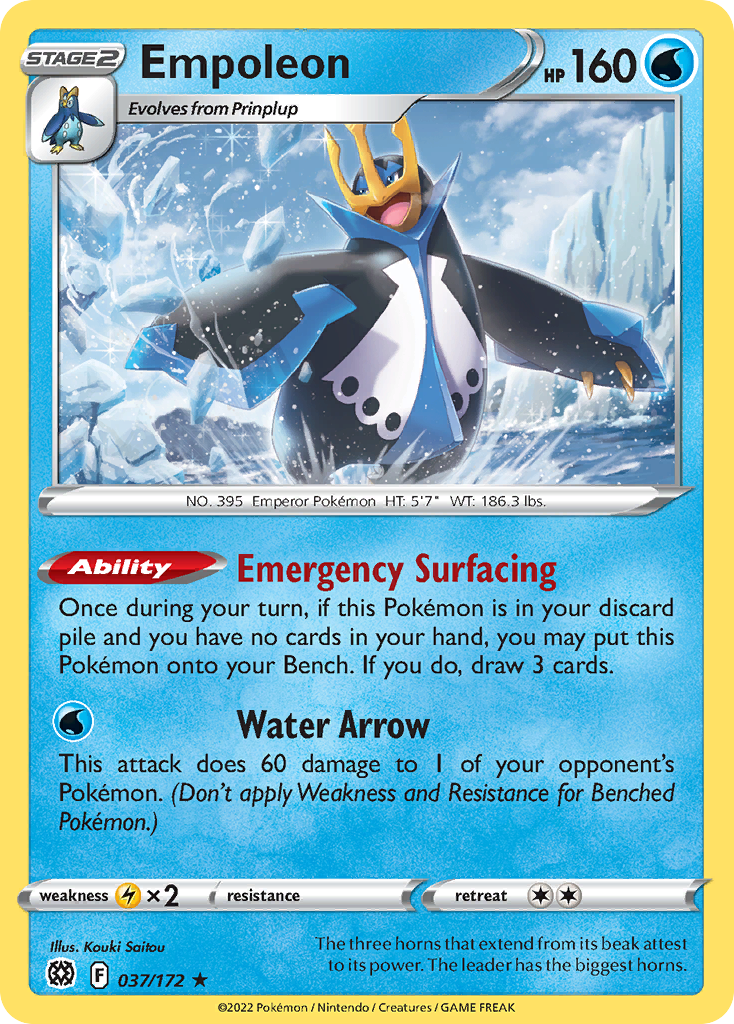 STAGE 2
Empoleon
HP 160
Evolves from Prinplup
NO. 395 Emperor Pokémon HT: 5'7" WT: 186.3 lbs.
Ability Emergency Surfacing
Once during your turn, if this Pokémon is in your discard
pile and you have no cards in your hand, you may put this
Pokémon onto your Bench. If you do, draw 3 cards.
Water Arrow
This attack does 60 damage to 1 of your opponent's
Pokémon. (Don't apply Weakness and Resistance for Benched
Pokémon.)
weakness ×2 resistance retreat
Illus. Kouki Saitou
The three horns that extend from its beak attest
to its power. The leader has the biggest horns.
F 037/172 ★
©2022 Pokémon / Nintendo / Creatures / GAME FREAK